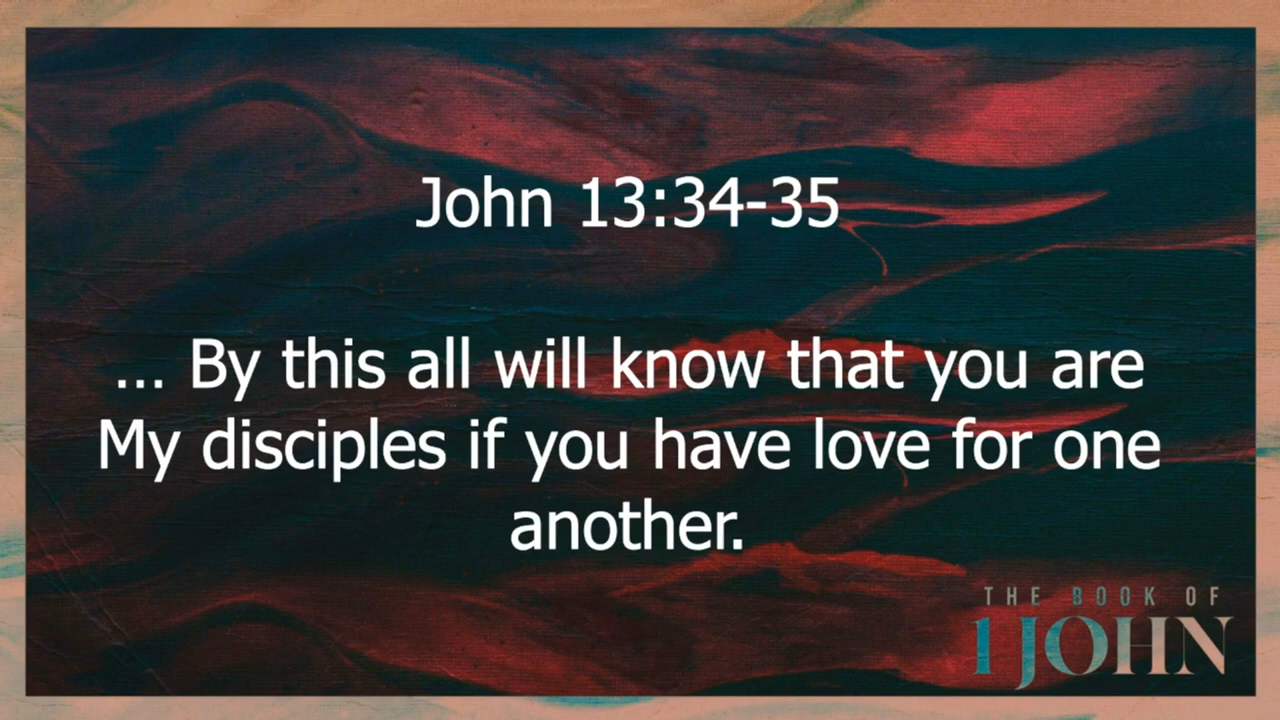 John 13:34-35
... By this all will know that you are
My disciples if you have love for one
another.
THE BOOK OF
1 JOHN